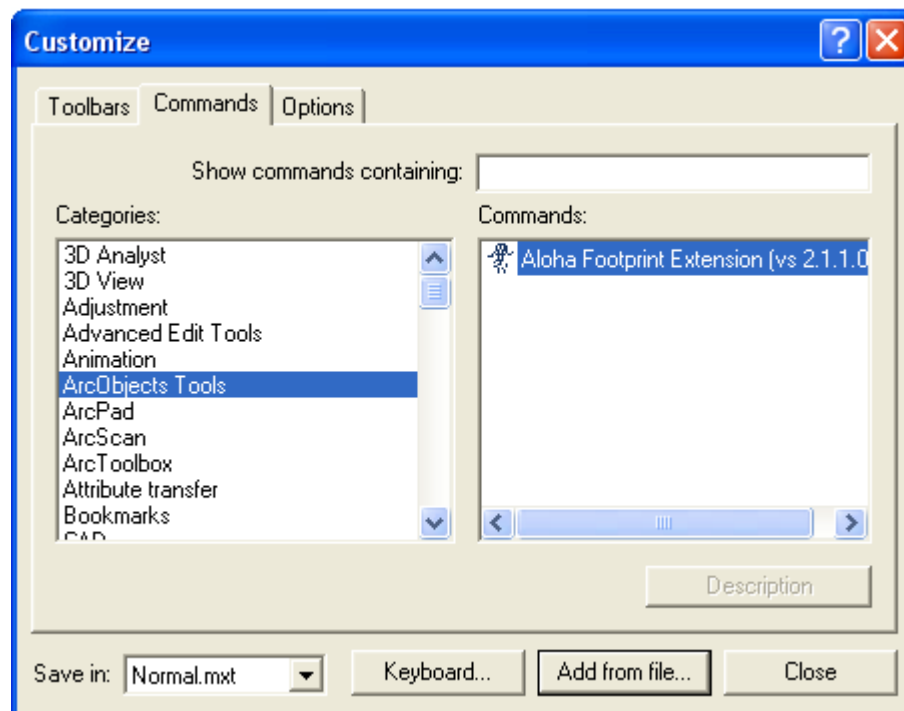 Customize
Toolbars Commands Options
Show commands containing:
Categories: Commands:
3D Analyst
3D View
Adjustment
Advanced Edit Tools
Animation
ArcObjects Tools
ArcPad
ArcScan
ArcToolbox
Attribute transfer
Bookmarks
CAD
Aloha Footprint Extension (vs 2.1.1.0
Description
Save in: Normal.mxt Keyboard... Add from file... Close